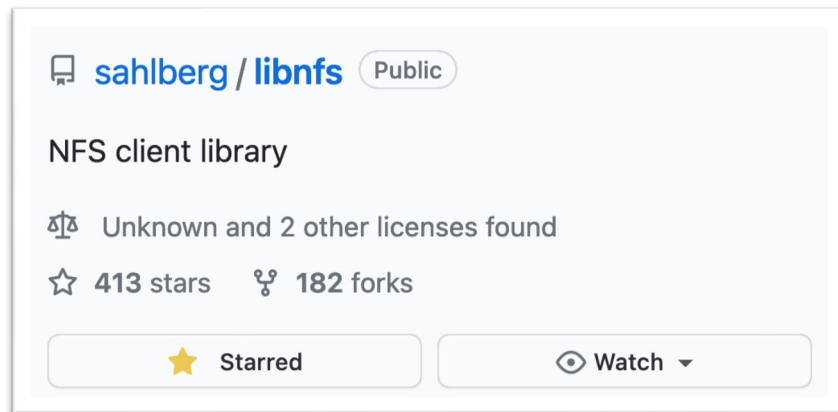 sahlberg / libnfs Public
NFS client library
Unknown and 2 other licenses found
413 stars 182 forks
Starred Watch